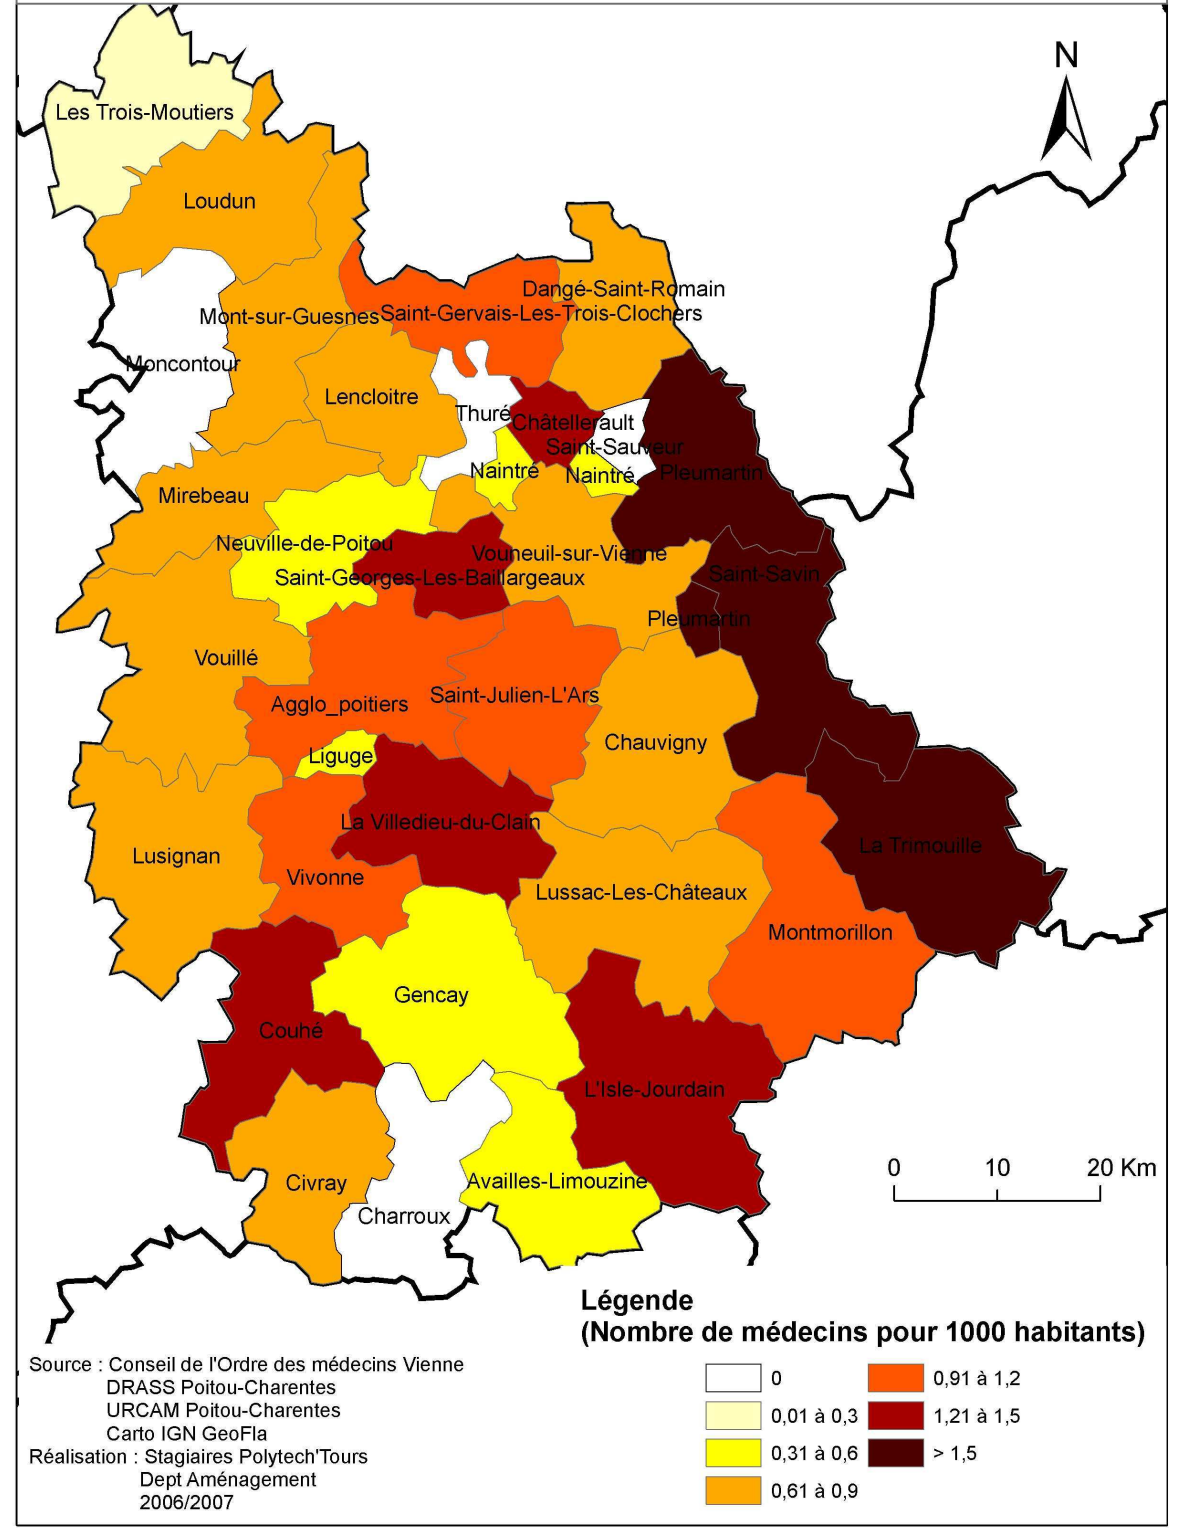 N
Les Trois-Moutiers
Loudun
Dangé-Saint-Romain
Mont-sur-Guesnes
Saint-Gervais-Les-Trois-Clochers
Moncontour
Lencloitre
Thuré
Châtellerault
Saint-Sauveur
Naintré
Naintré
Pleumartin
Mirebeau
Neuville-de-Poitou
Vouneuil-sur-Vienne
Saint-Georges-Les-Baillargeaux
Saint-Savin
Pleumartin
Vouillé
Agglo_poitiers
Saint-Julien-L'Ars
Chauvigny
Liguge
La Villedieu-du-Clain
La Trimouille
Lusignan
Vivonne
Lussac-Les-Châteaux
Montmorillon
Gencay
Couhé
L'Isle-Jourdain
Civray
Availles-Limouzine
Charroux
0 10 20 Km
Légende
(Nombre de médecins pour 1000 habitants)
0
0,01 à 0,3
0,31 à 0,6
0,61 à 0,9
0,91 à 1,2
1,21 à 1,5
> 1,5
Source : Conseil de l'Ordre des médecins Vienne
DRASS Poitou-Charentes
URCAM Poitou-Charentes
Carto IGN GeoFla
Réalisation : Stagiaires Polytech'Tours
Dept Aménagement
2006/2007